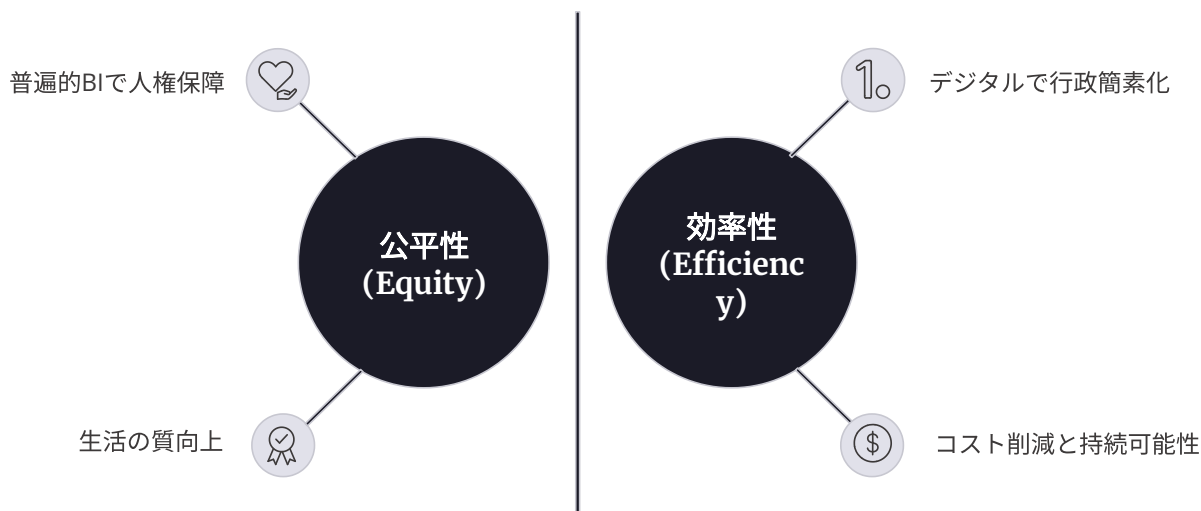 普遍的BIで人権保障
公平性
（Equity）
生活の質向上
デジタルで行政簡素化
効率性
（Efficienc
y）
コスト削減と持続可能性